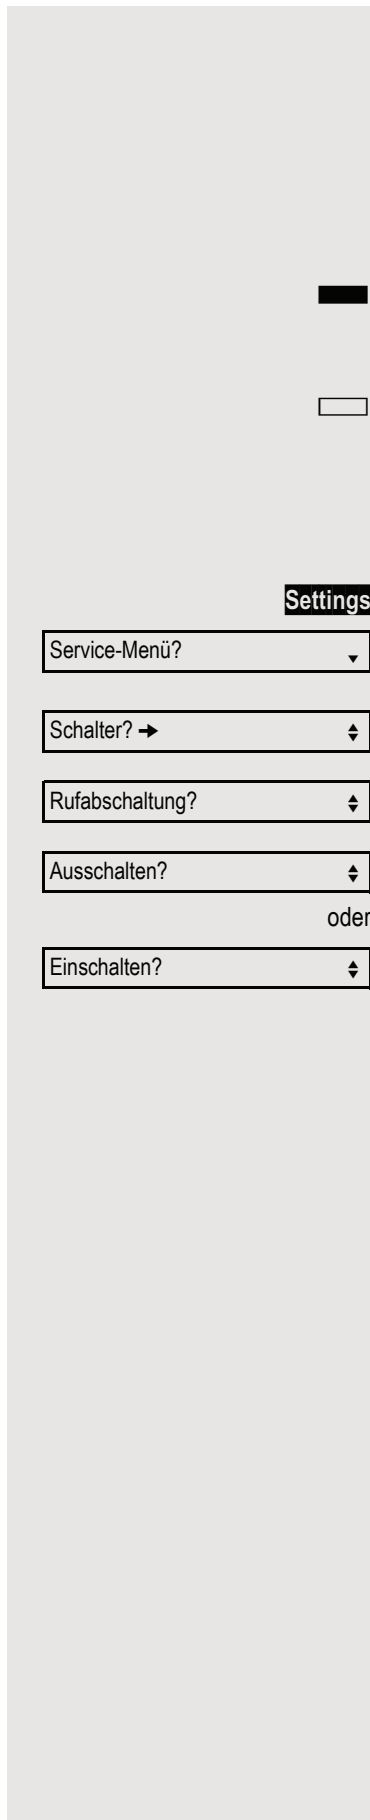 Settings
Service-Menü?
Schalter? ➔
Rufabschaltung?
Ausschalten?
oder
Einschalten?